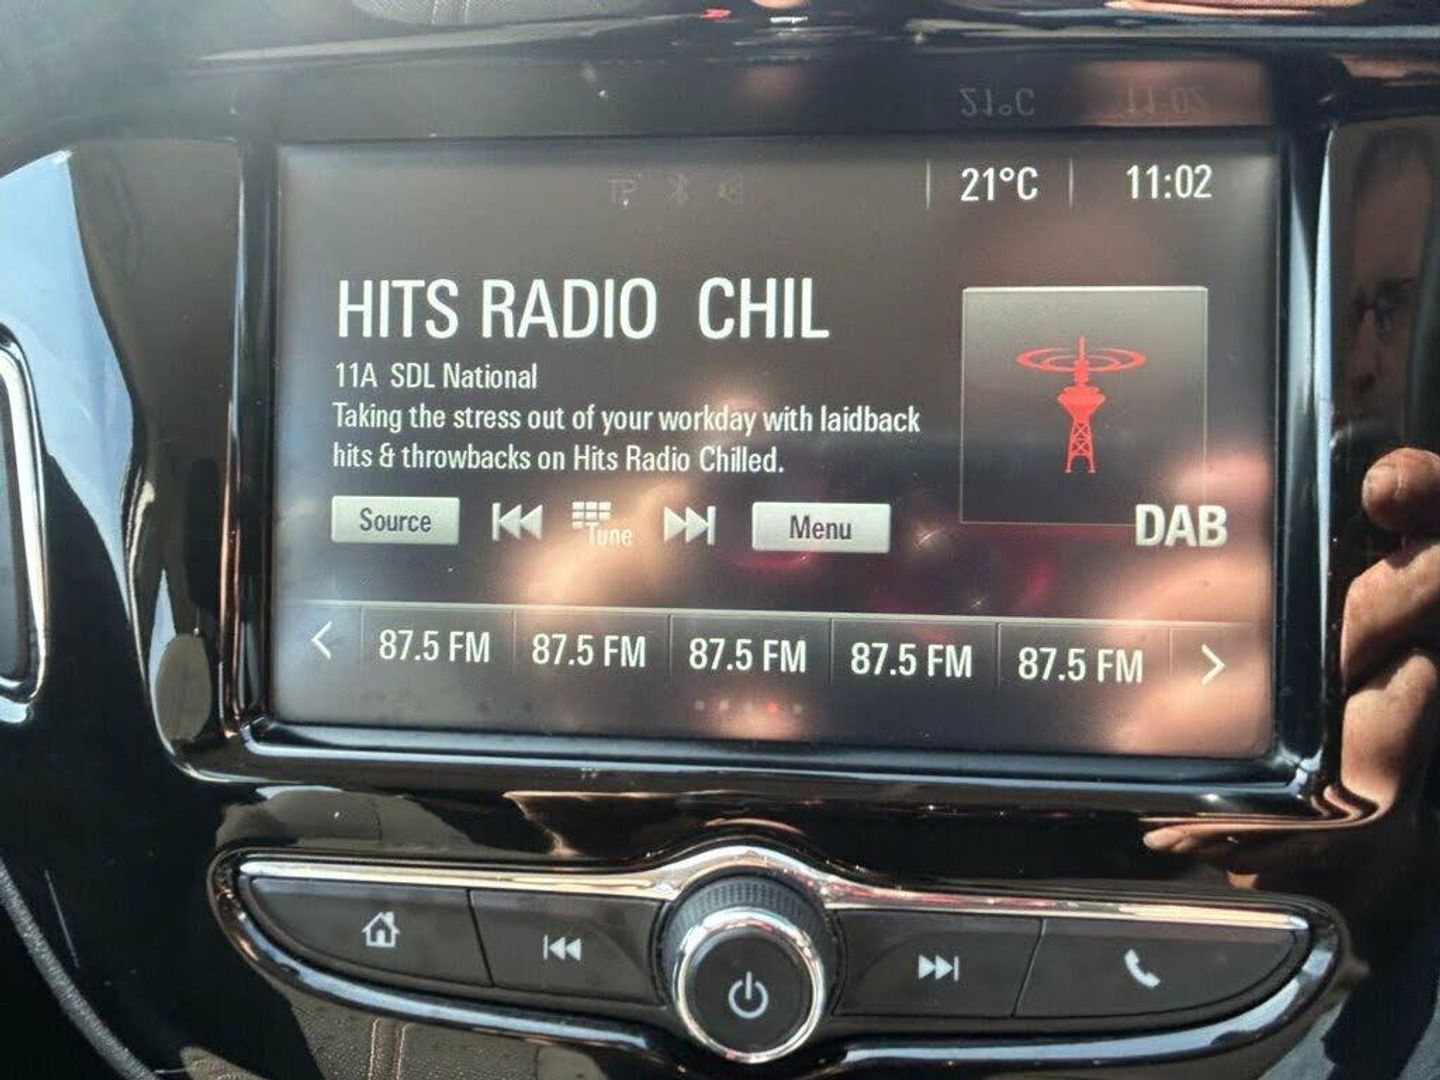 TP 21°C 11:02
HITS RADIO CHIL
11A SDL National
Taking the stress out of your workday with laidback
hits & throwbacks on Hits Radio Chilled.
Source Tune Menu
DAB
87.5 FM 87.5 FM 87.5 FM 87.5 FM 87.5 FM